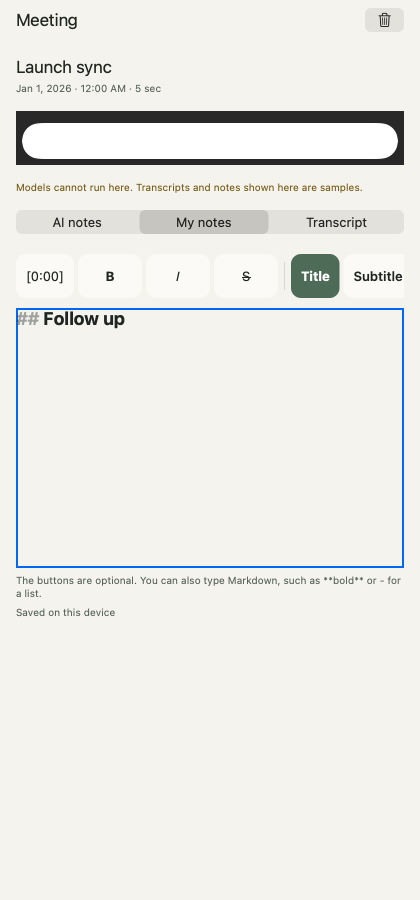 Meeting
Launch sync
Jan 1, 2026 · 12:00 AM · 5 sec
Models cannot run here. Transcripts and notes shown here are samples.
AI notes My notes Transcript
[0:00] B I S Title Subtitle
## Follow up
The buttons are optional. You can also type Markdown, such as **bold** or - for
a list.
Saved on this device